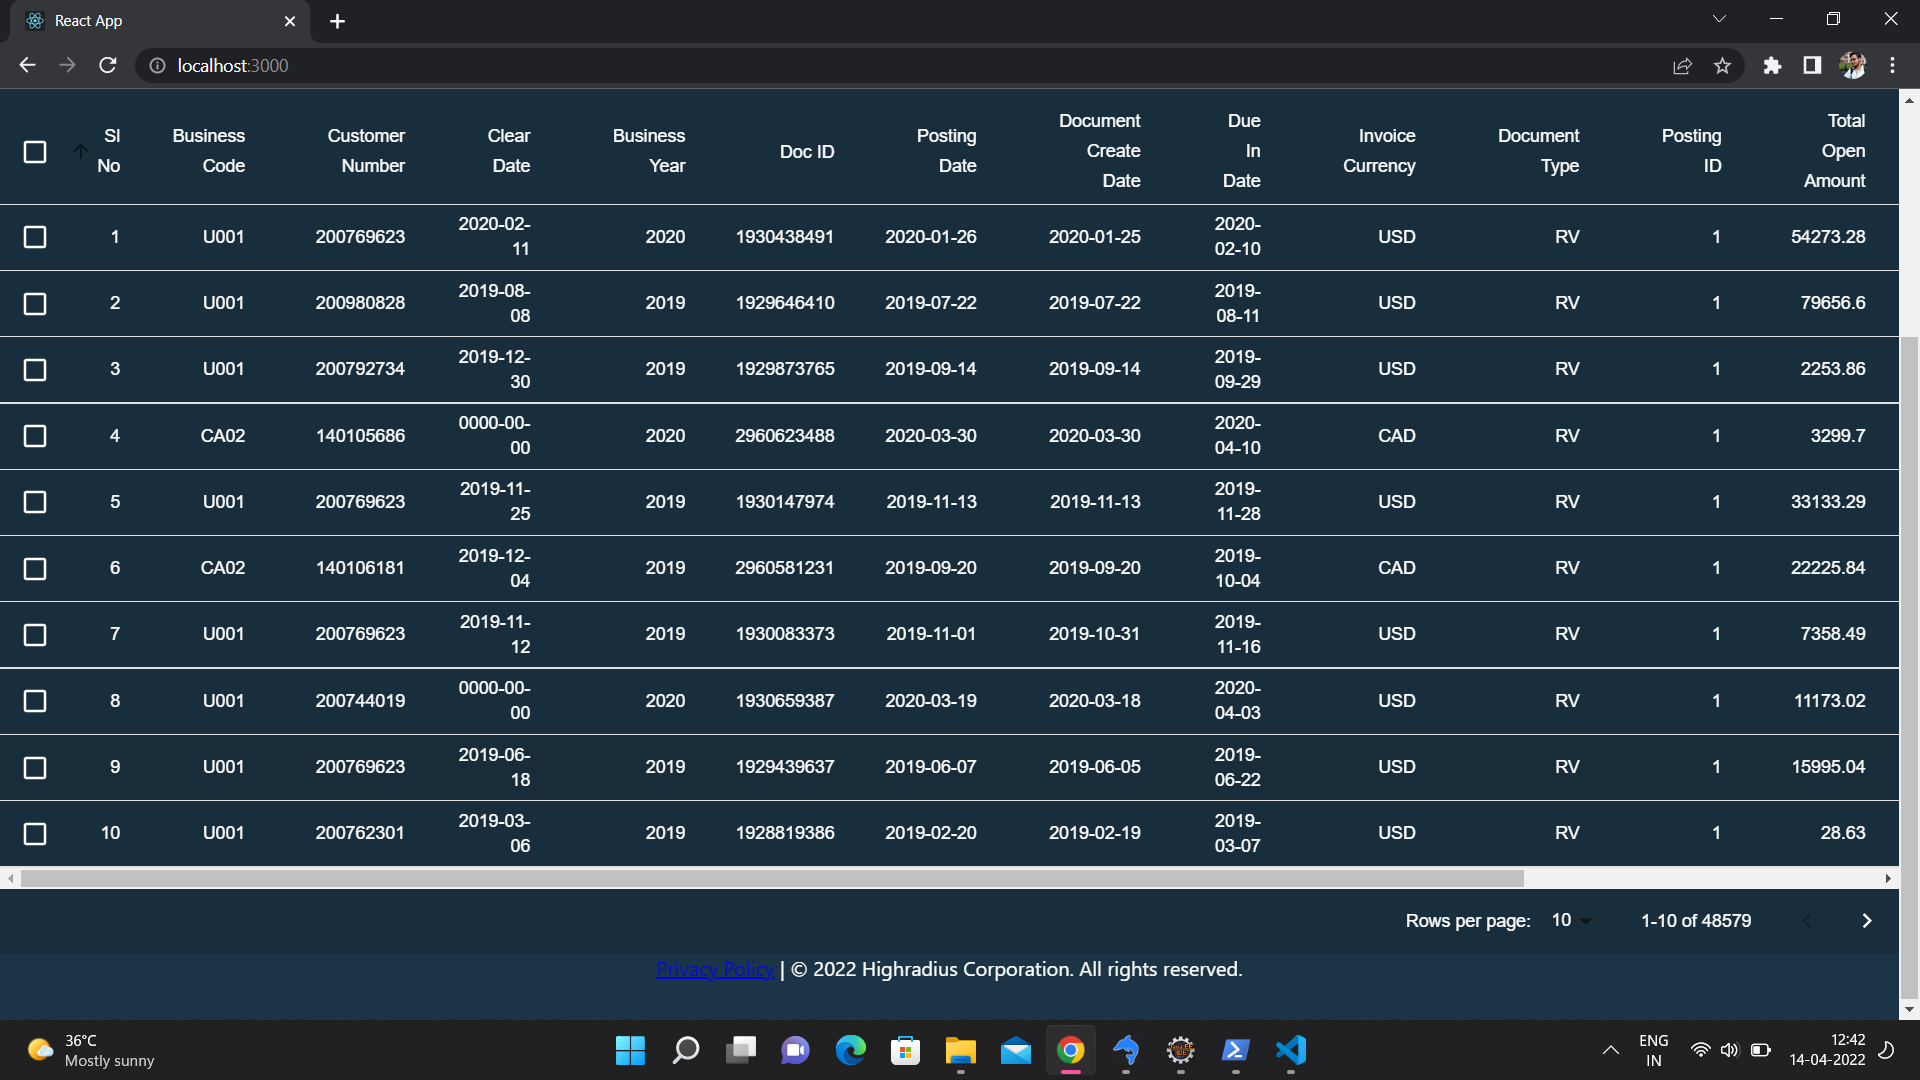 React App
localhost:3000
Sl No	Business Code	Customer Number	Clear Date	Business Year	Doc ID	Posting Date	Document Create Date	Due In Date	Invoice Currency	Document Type	Posting ID	Total Open Amount
1	U001	200769623	2020-02-11	2020	1930438491	2020-01-26	2020-01-25	2020-02-10	USD	RV	1	54273.28
2	U001	200980828	2019-08-08	2019	1929646410	2019-07-22	2019-07-22	2019-08-11	USD	RV	1	79656.6
3	U001	200792734	2019-12-30	2019	1929873765	2019-09-14	2019-09-14	2019-09-29	USD	RV	1	2253.86
4	CA02	140105686	0000-00-00	2020	2960623488	2020-03-30	2020-03-30	2020-04-10	CAD	RV	1	3299.7
5	U001	200769623	2019-11-25	2019	1930147974	2019-11-13	2019-11-13	2019-11-28	USD	RV	1	33133.29
6	CA02	140106181	2019-12-04	2019	2960581231	2019-09-20	2019-09-20	2019-10-04	CAD	RV	1	22225.84
7	U001	200769623	2019-11-12	2019	1930083373	2019-11-01	2019-10-31	2019-11-16	USD	RV	1	7358.49
8	U001	200744019	0000-00-00	2020	1930659387	2020-03-19	2020-03-18	2020-04-03	USD	RV	1	11173.02
9	U001	200769623	2019-06-18	2019	1929439637	2019-06-07	2019-06-05	2019-06-22	USD	RV	1	15995.04
10	U001	200762301	2019-03-06	2019	1928819386	2019-02-20	2019-02-19	2019-03-07	USD	RV	1	28.63
Rows per page: 10 1-10 of 48579
Privacy Policy | © 2022 Highradius Corporation. All rights reserved.
36°C
Mostly sunny
ENG
IN
12:42
14-04-2022